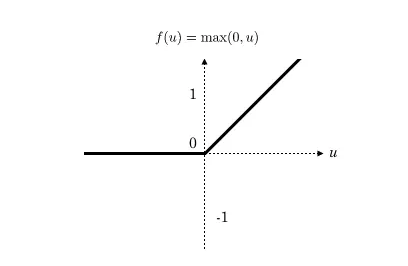 f(u) = max(0, u)
1
0
u
-1